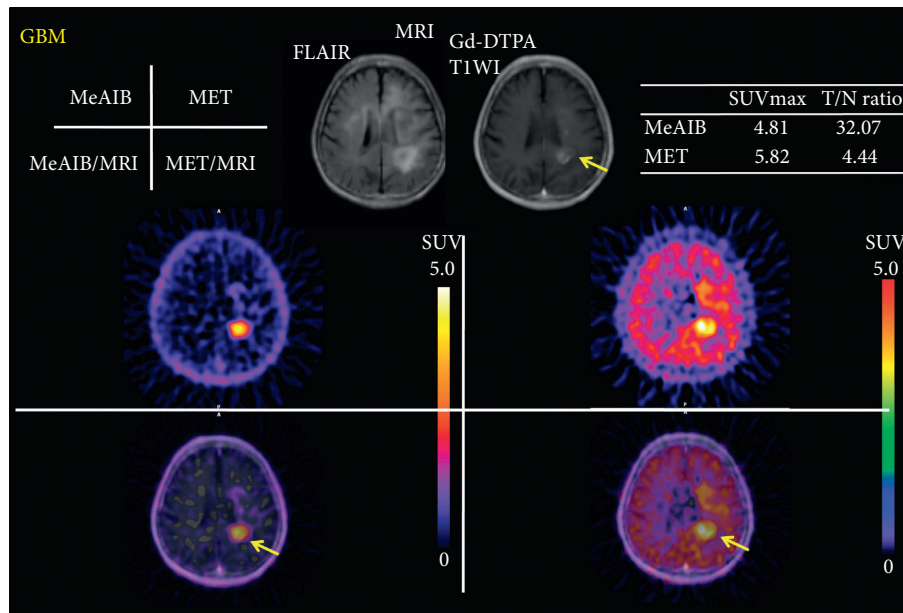 GBM
MRI
FLAIR
Gd-DTPA
T1WI
MeAIB MET
MeAIB/MRI MET/MRI
SUVmax T/N ratio
MeAIB 4.81 32.07
MET 5.82 4.44
A A
SUV
5.0
0
SUV
5.0
0
P P
A A